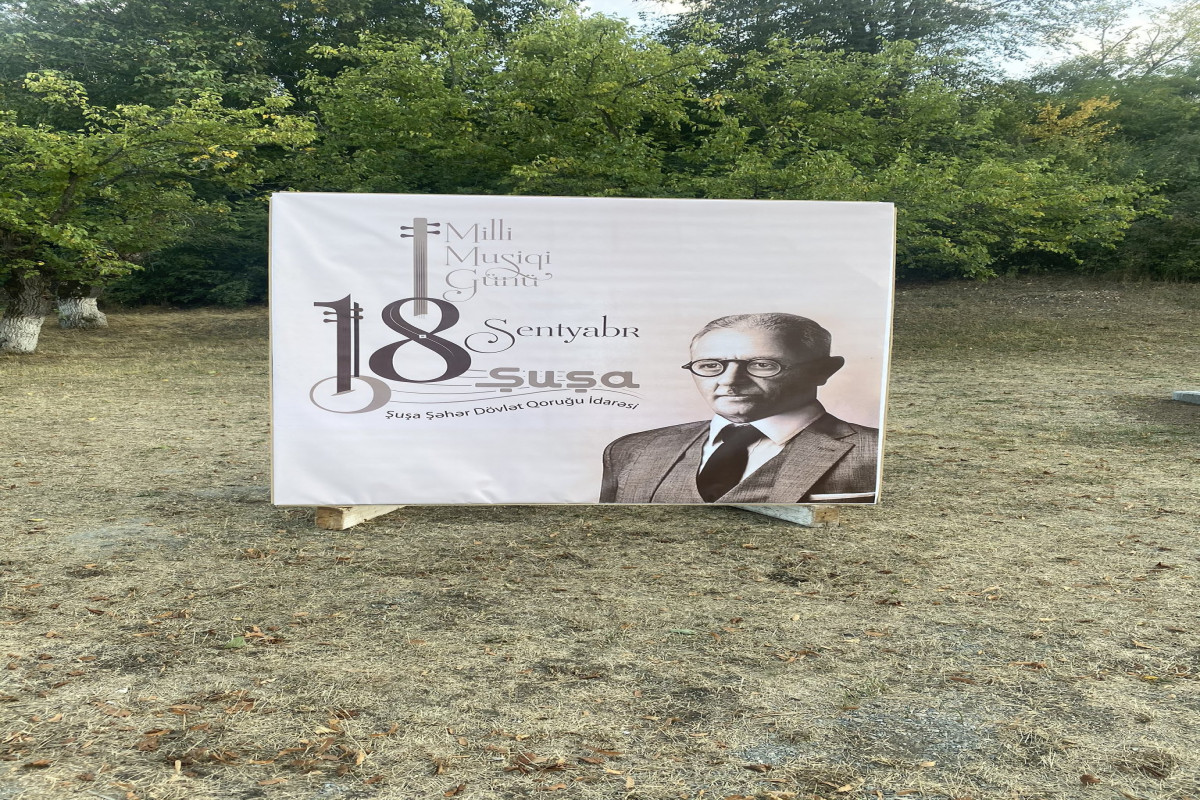 Milli
Musiqi
Günü
18 Sentyabr
Şuşa
Şuşa Şəhər Dövlət Qoruğu İdarəsi